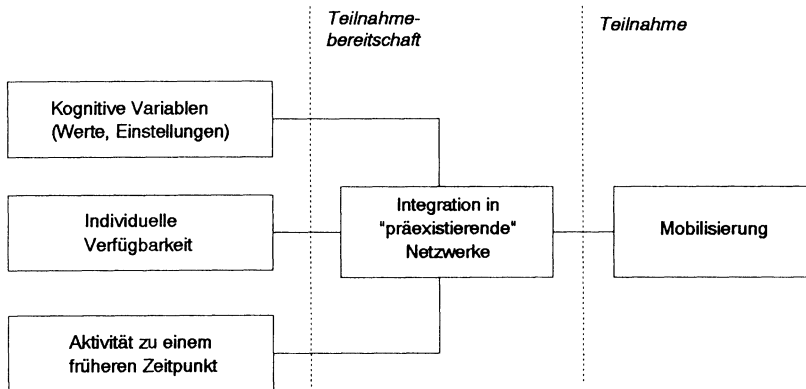 Teilnahme-
bereitschaft
Teilnahme
Kognitive Variablen
(Werte, Einstellungen)
Individuelle
Verfügbarkeit
Integration in
"präexistierende"
Netzwerke
Mobilisierung
Aktivität zu einem
früheren Zeitpunkt